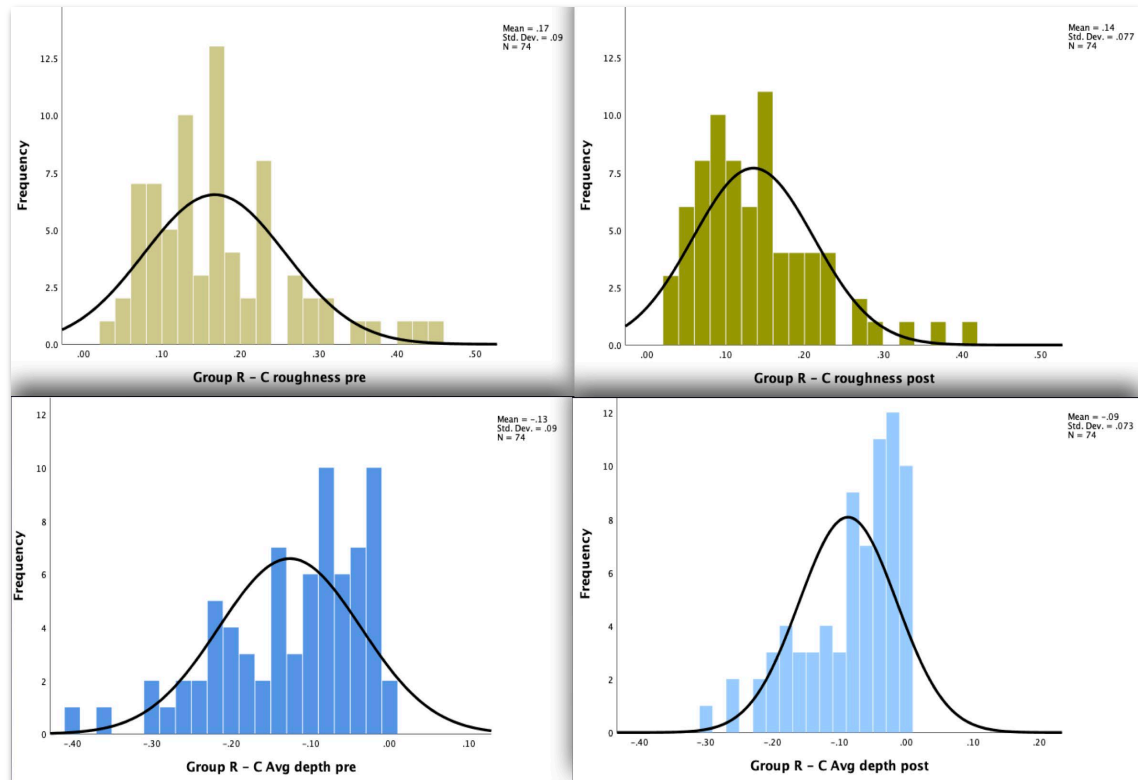 Mean = .17
Std. Dev. = .09
N = 74
12.5
10.0
7.5
5.0
2.5
0.0
Frequency
.00 .10 .20 .30 .40 .50
Group R – C roughness pre
Mean = .14
Std. Dev. = .077
N = 74
12.5
10.0
7.5
5.0
2.5
0.0
Frequency
.00 .10 .20 .30 .40 .50
Group R – C roughness post
Mean = –.13
Std. Dev. = .09
N = 74
12
10
8
6
4
2
0
Frequency
–.40 –.30 –.20 –.10 .00 .10
Group R – C Avg depth pre
Mean = –.09
Std. Dev. = .073
N = 74
12
10
8
6
4
2
0
Frequency
–.40 –.30 –.20 –.10 .00 .10 .20
Group R – C Avg depth post